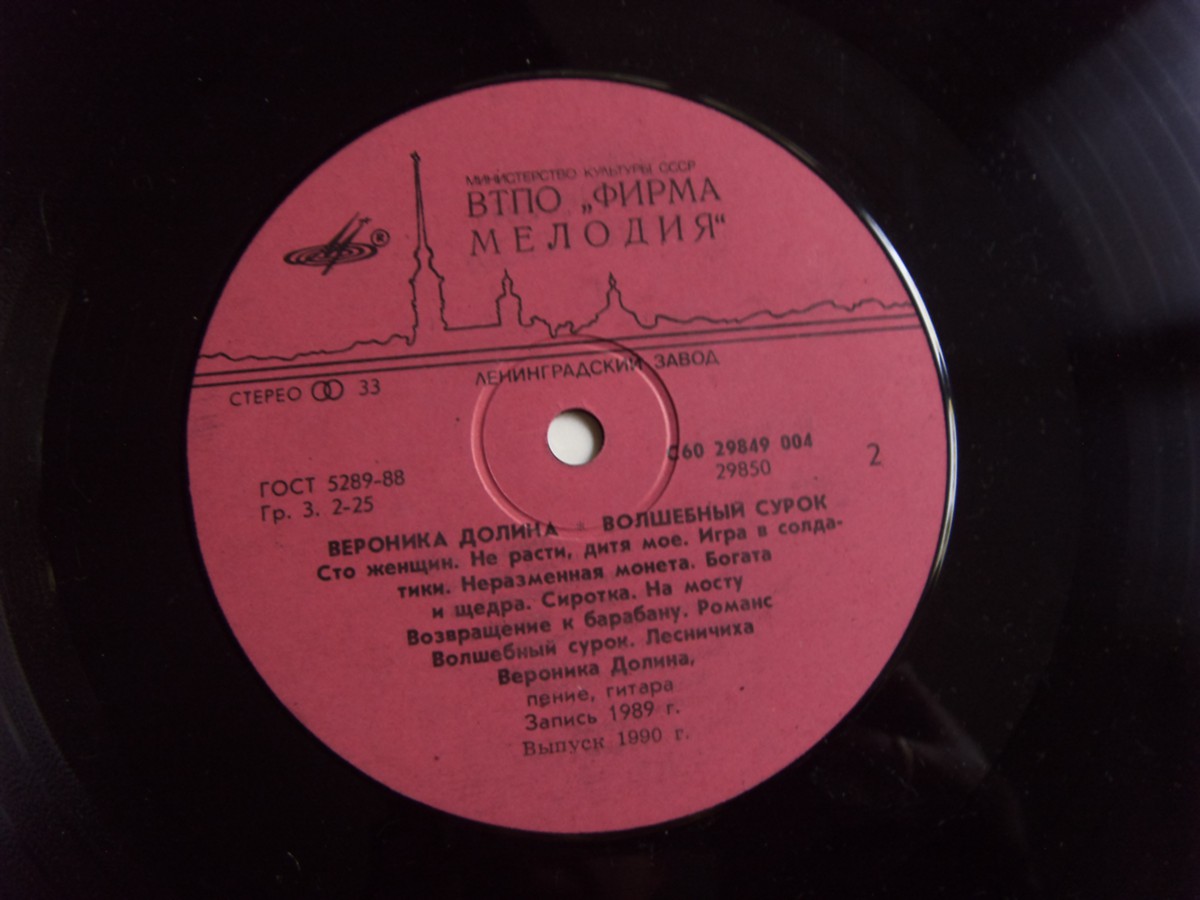 МИНИСТЕРСТВО КУЛЬТУРЫ СССР
ВТПО „ФИРМА
МЕЛОДИЯ“
®
СТЕРЕО 33
ЛЕНИНГРАДСКИЙ ЗАВОД
ГОСТ 5289-88
Гр. 3. 2-25
С60 29849 004
29850
2
ВЕРОНИКА ДОЛИНА ВОЛШЕБНЫЙ СУРОК
Сто женщин. Не расти, дитя мое. Игра в солда-
тики. Неразменная монета. Богата
и щедра. Сиротка. На мосту
Возвращение к барабану. Романс
Волшебный сурок. Лесничиха
Вероника Долина,
пение, гитара
Запись 1989 г.
Выпуск 1990 г.